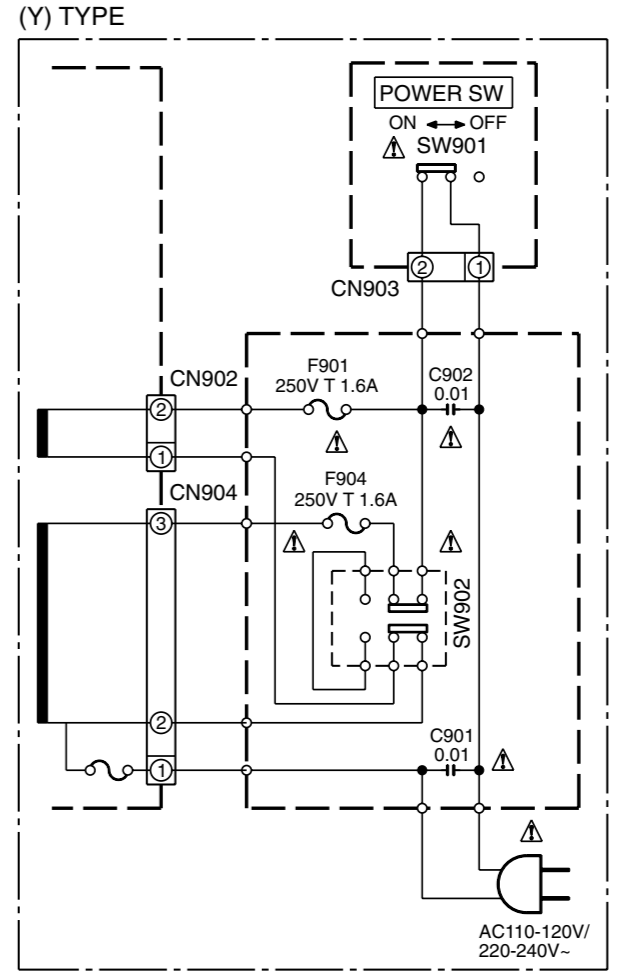 (Y) TYPE
POWER SW
ON OFF
SW901
2 1
CN903
CN902
F901
250V T 1.6A
C902
0.01
2
1
CN904
F904
250V T 1.6A
3
SW902
2
C901
0.01
1
AC110-120V/
220-240V~